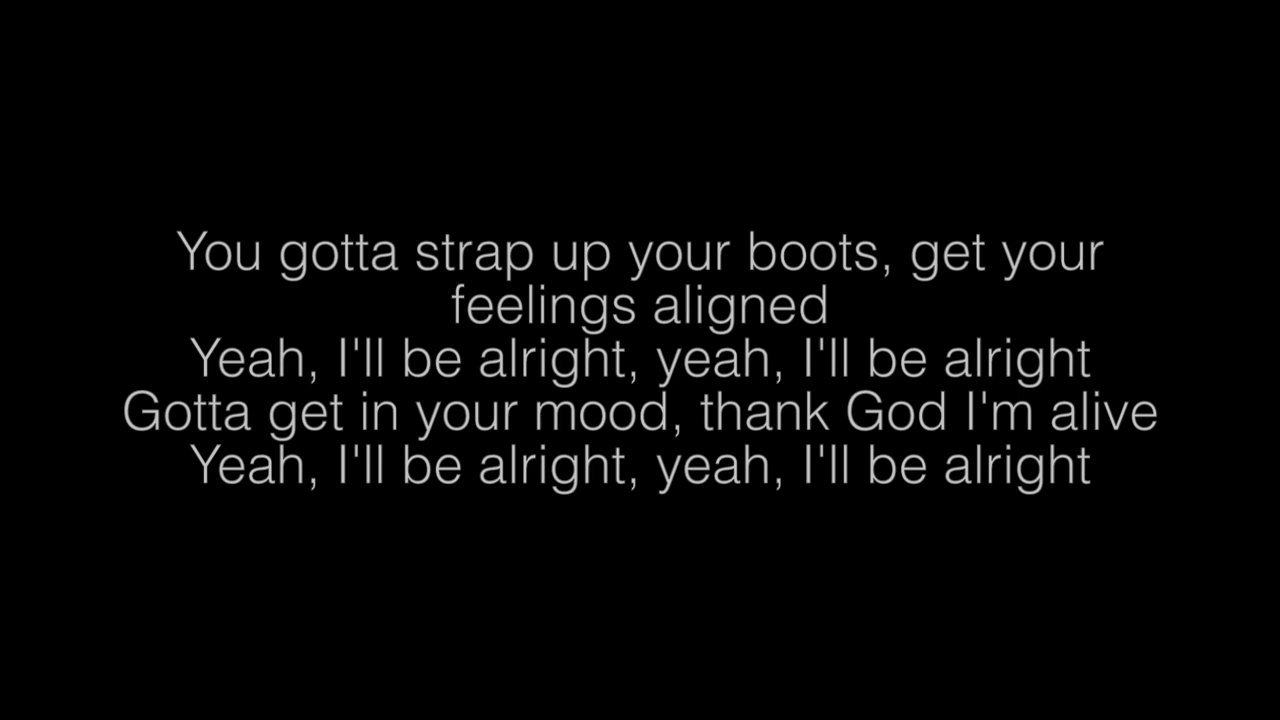 You gotta strap up your boots, get your
feelings aligned
Yeah, I'll be alright, yeah, I'll be alright
Gotta get in your mood, thank God I'm alive
Yeah, I'll be alright, yeah, I'll be alright